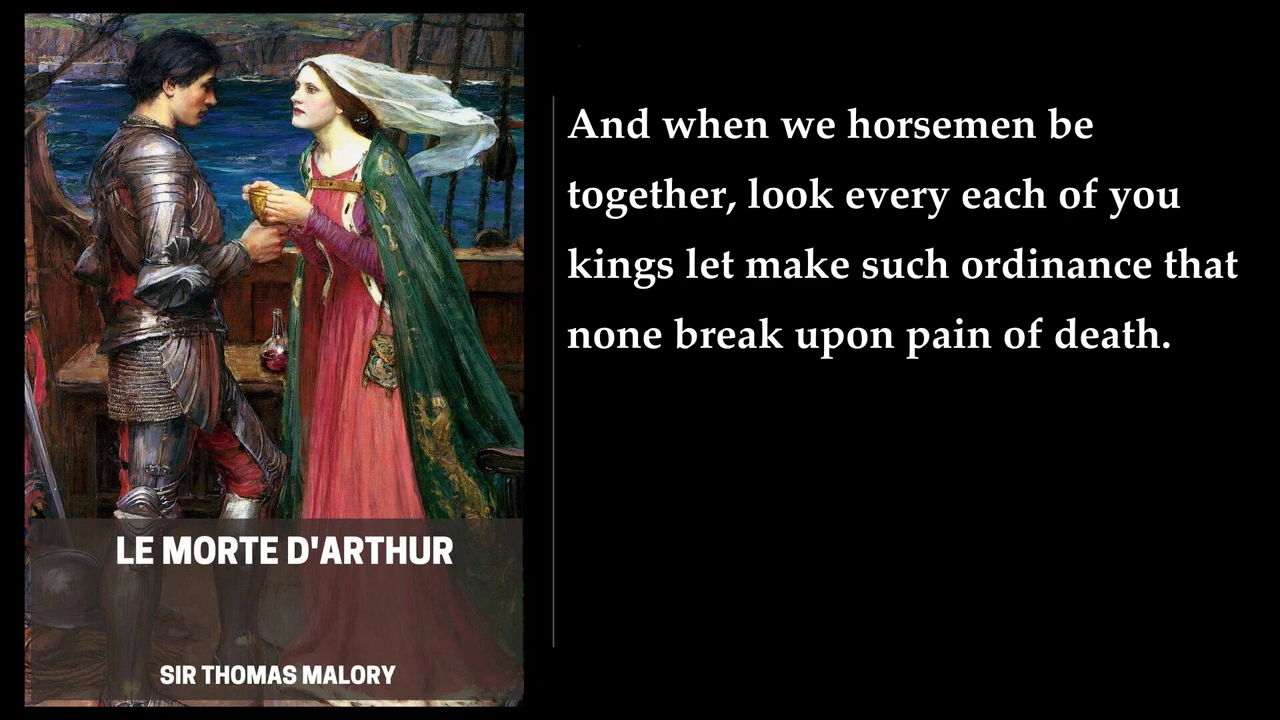 LE MORTE D'ARTHUR
SIR THOMAS MALORY
And when we horsemen be
together, look every each of you
kings let make such ordinance that
none break upon pain of death.